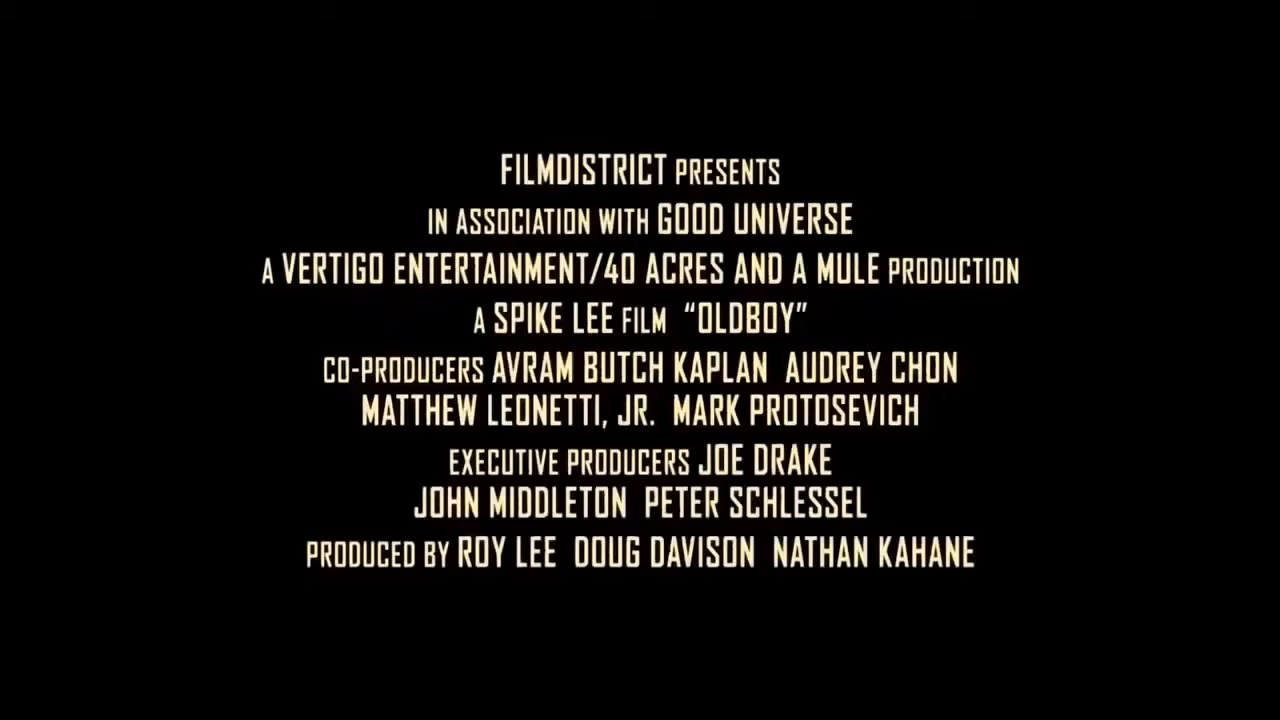 FILMDISTRICT PRESENTS
IN ASSOCIATION WITH GOOD UNIVERSE
A VERTIGO ENTERTAINMENT/40 ACRES AND A MULE PRODUCTION
A SPIKE LEE FILM "OLDBOY"
CO-PRODUCERS AVRAM BUTCH KAPLAN AUDREY CHON
MATTHEW LEONETTI, JR. MARK PROTOSEVICH
EXECUTIVE PRODUCERS JOE DRAKE
JOHN MIDDLETON PETER SCHLESSEL
PRODUCED BY ROY LEE DOUG DAVISON NATHAN KAHANE